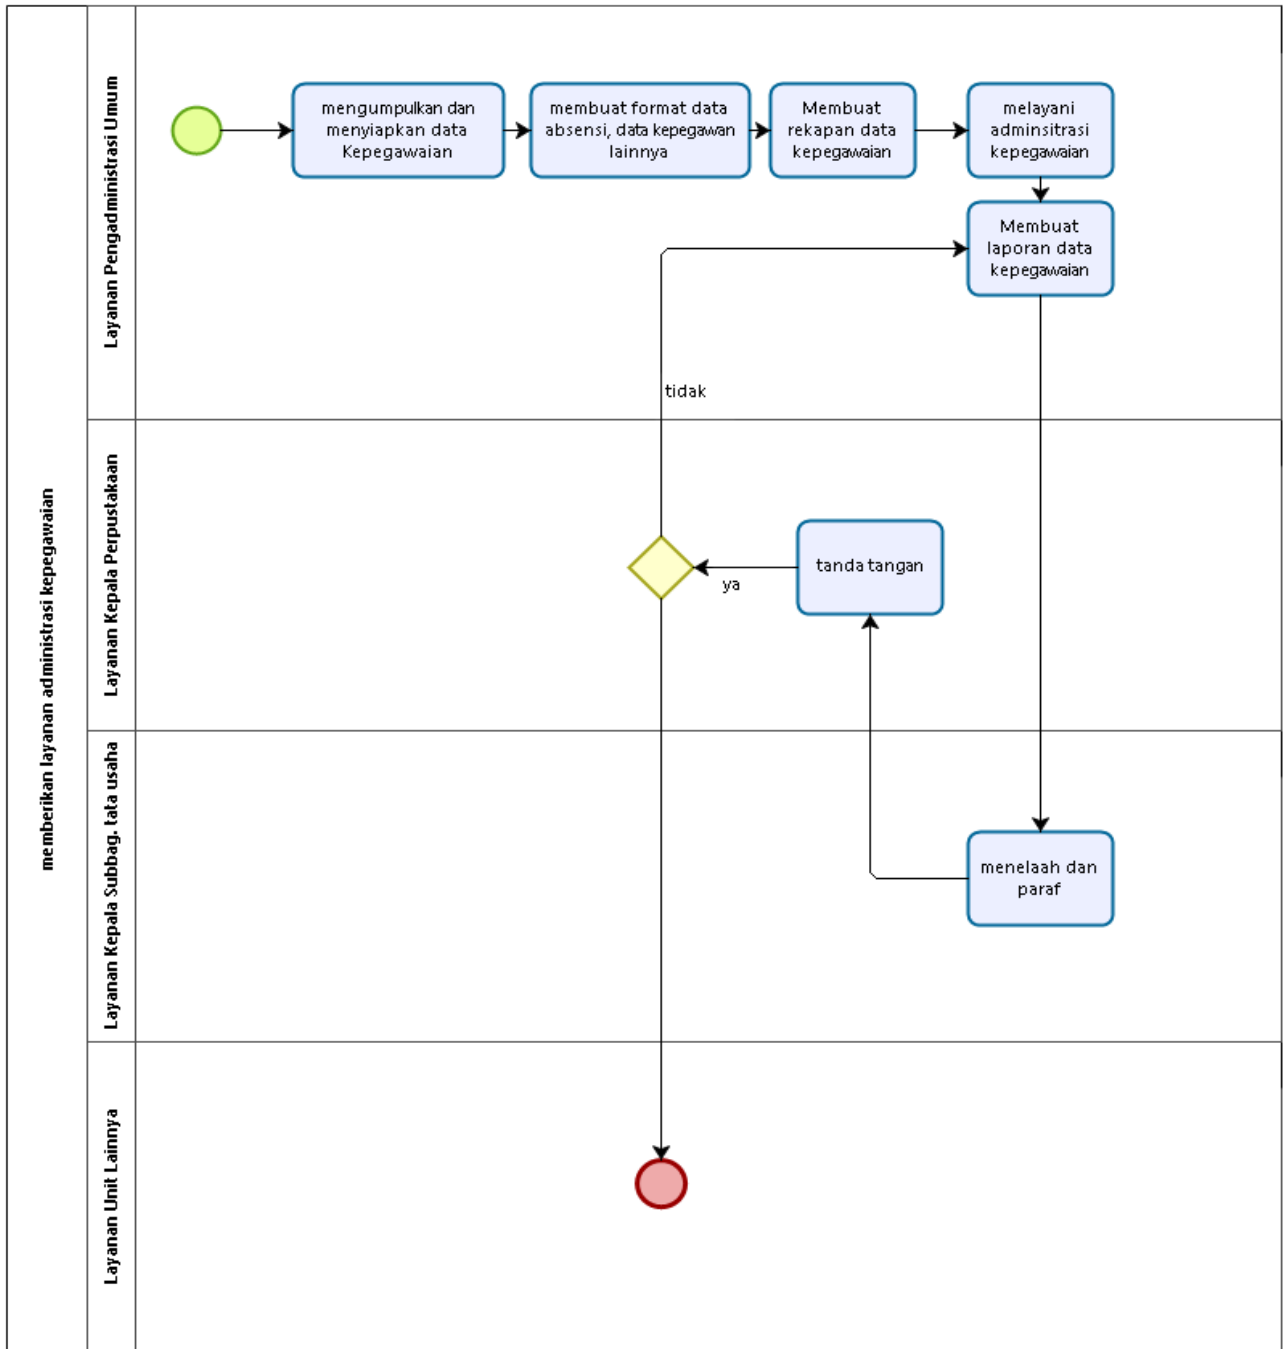 memberikan layanan administrasi kepegawaian
Layanan Pengadministrasi Umum
mengumpulkan dan
menyiapkan data
Kepegawaian
membuat format data
absensi, data kepegawan
lainnya
Membuat
rekapan data
kepegawaian
melayani
adminsitrasi
kepegawaian
Membuat
laporan data
kepegawaian
tidak
Layanan Kepala Perpustakaan
tanda tangan
ya
Layanan Kepala Subbag. tata usaha
menelaah dan
paraf
Layanan Unit Lainnya